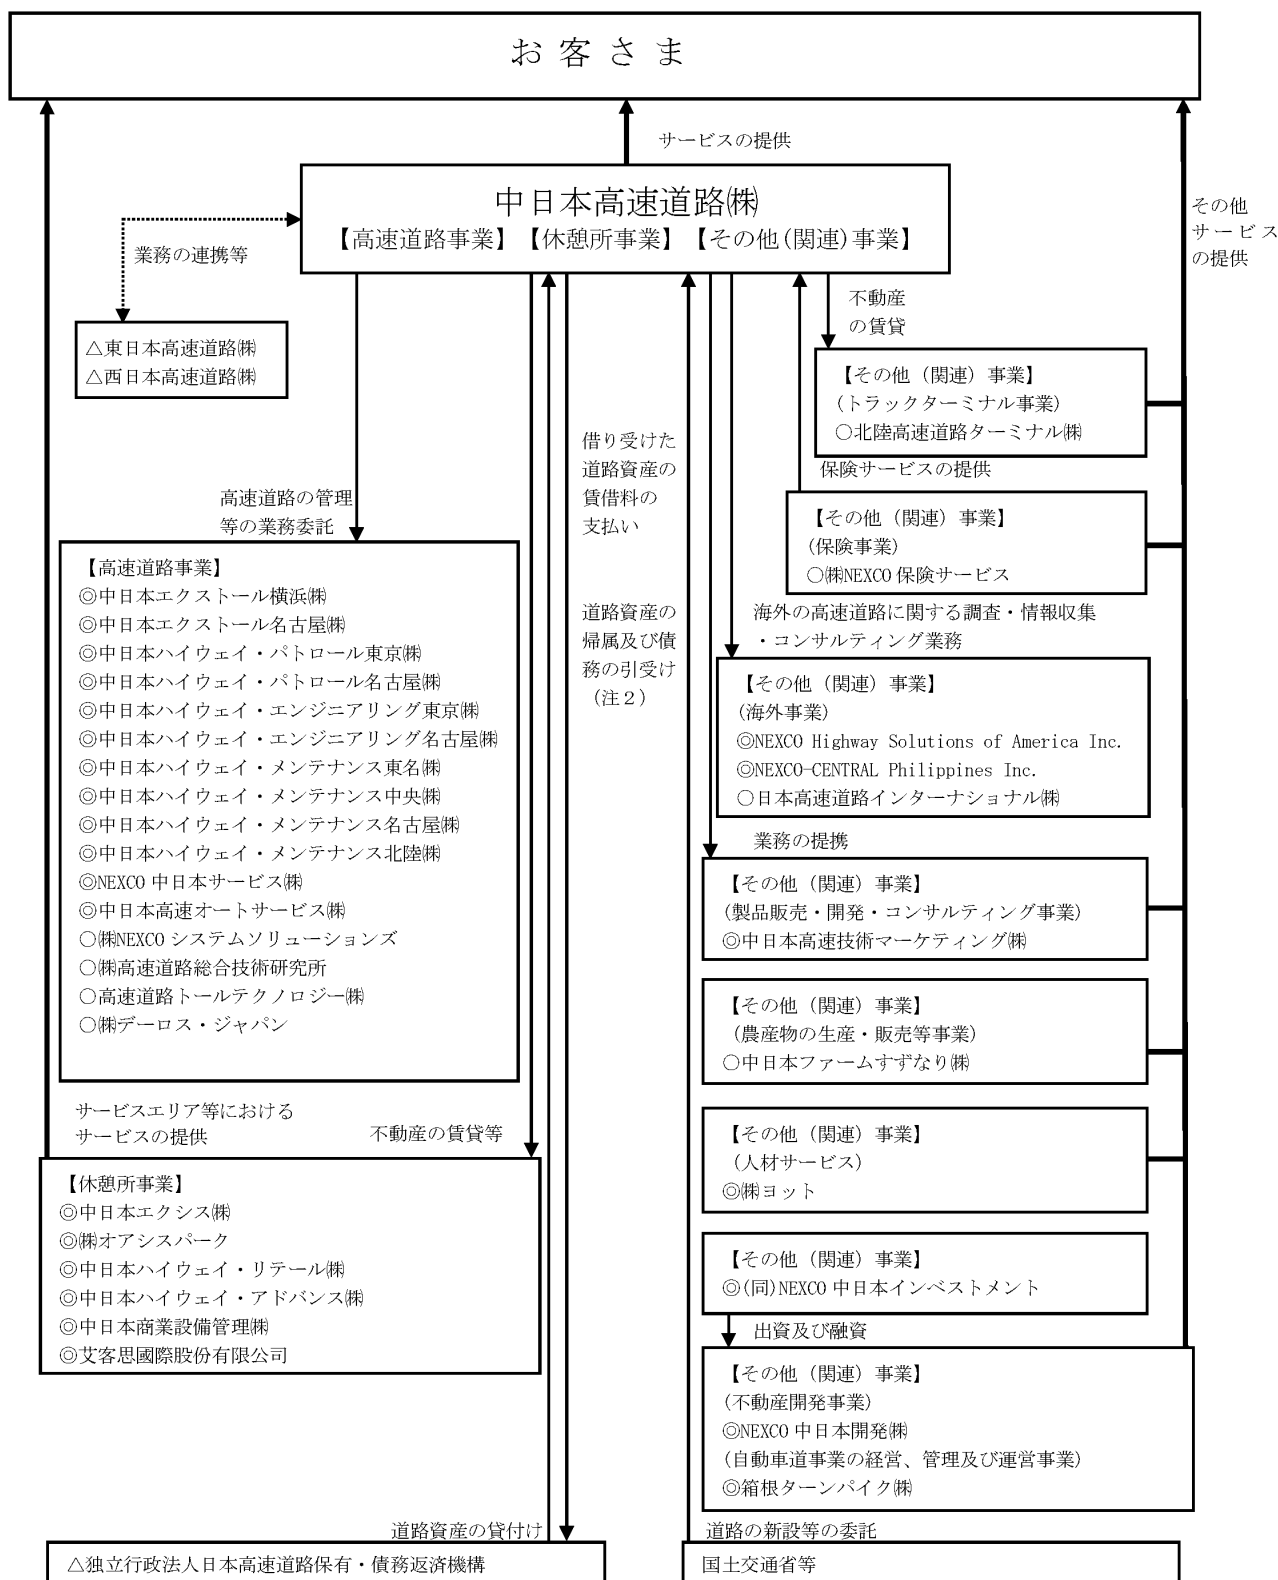 お客さま
サービスの提供
中日本高速道路㈱
【高速道路事業】【休憩所事業】【その他(関連)事業】
その他
サービス
の提供
業務の連携等
△東日本高速道路㈱
△西日本高速道路㈱
不動産
の賃貸
【その他（関連）事業】
(トラックターミナル事業)
○北陸高速道路ターミナル㈱
保険サービスの提供
【その他（関連）事業】
(保険事業)
○㈱NEXCO保険サービス
高速道路の管理
等の業務委託
【高速道路事業】
◎中日本エクストール横浜㈱
◎中日本エクストール名古屋㈱
◎中日本ハイウェイ・パトロール東京㈱
◎中日本ハイウェイ・パトロール名古屋㈱
◎中日本ハイウェイ・エンジニアリング東京㈱
◎中日本ハイウェイ・エンジニアリング名古屋㈱
◎中日本ハイウェイ・メンテナンス東名㈱
◎中日本ハイウェイ・メンテナンス中央㈱
◎中日本ハイウェイ・メンテナンス名古屋㈱
◎中日本ハイウェイ・メンテナンス北陸㈱
◎NEXCO中日本サービス㈱
◎中日本高速オートサービス㈱
○㈱NEXCOシステムソリューションズ
○㈱高速道路総合技術研究所
○高速道路トールテクノロジー㈱
○㈱デーロス・ジャパン
借り受けた
道路資産の
賃借料の
支払い
道路資産の
帰属及び債
務の引受け
（注２）
海外の高速道路に関する調査・情報収集
・コンサルティング業務
【その他（関連）事業】
(海外事業)
◎NEXCO Highway Solutions of America Inc.
◎NEXCO-CENTRAL Philippines Inc.
○日本高速道路インターナショナル㈱
業務の提携
【その他（関連）事業】
(製品販売・開発・コンサルティング事業)
◎中日本高速技術マーケティング㈱
【その他（関連）事業】
(農産物の生産・販売等事業)
○中日本ファームすずなり㈱
【その他（関連）事業】
(人材サービス)
◎㈱ヨット
【その他（関連）事業】
◎(同)NEXCO中日本インベストメント
出資及び融資
【その他（関連）事業】
(不動産開発事業)
◎NEXCO中日本開発㈱
(自動車道事業の経営、管理及び運営事業)
◎箱根ターンパイク㈱
サービスエリア等における
サービスの提供
不動産の賃貸等
【休憩所事業】
◎中日本エクシス㈱
◎㈱オアシスパーク
◎中日本ハイウェイ・リテール㈱
◎中日本ハイウェイ・アドバンス㈱
◎中日本商業設備管理㈱
◎艾客思國際股份有限公司
道路資産の貸付け
△独立行政法人日本高速道路保有・債務返済機構
道路の新設等の委託
国土交通省等